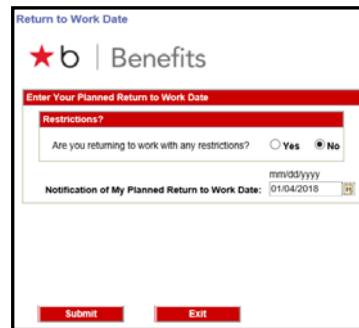 Return to Work Date
★b | Benefits
Enter Your Planned Return to Work Date
Restrictions?
Are you returning to work with any restrictions? Yes No
mm/dd/yyyy
Notification of My Planned Return to Work Date: 01/04/2018
Submit Exit